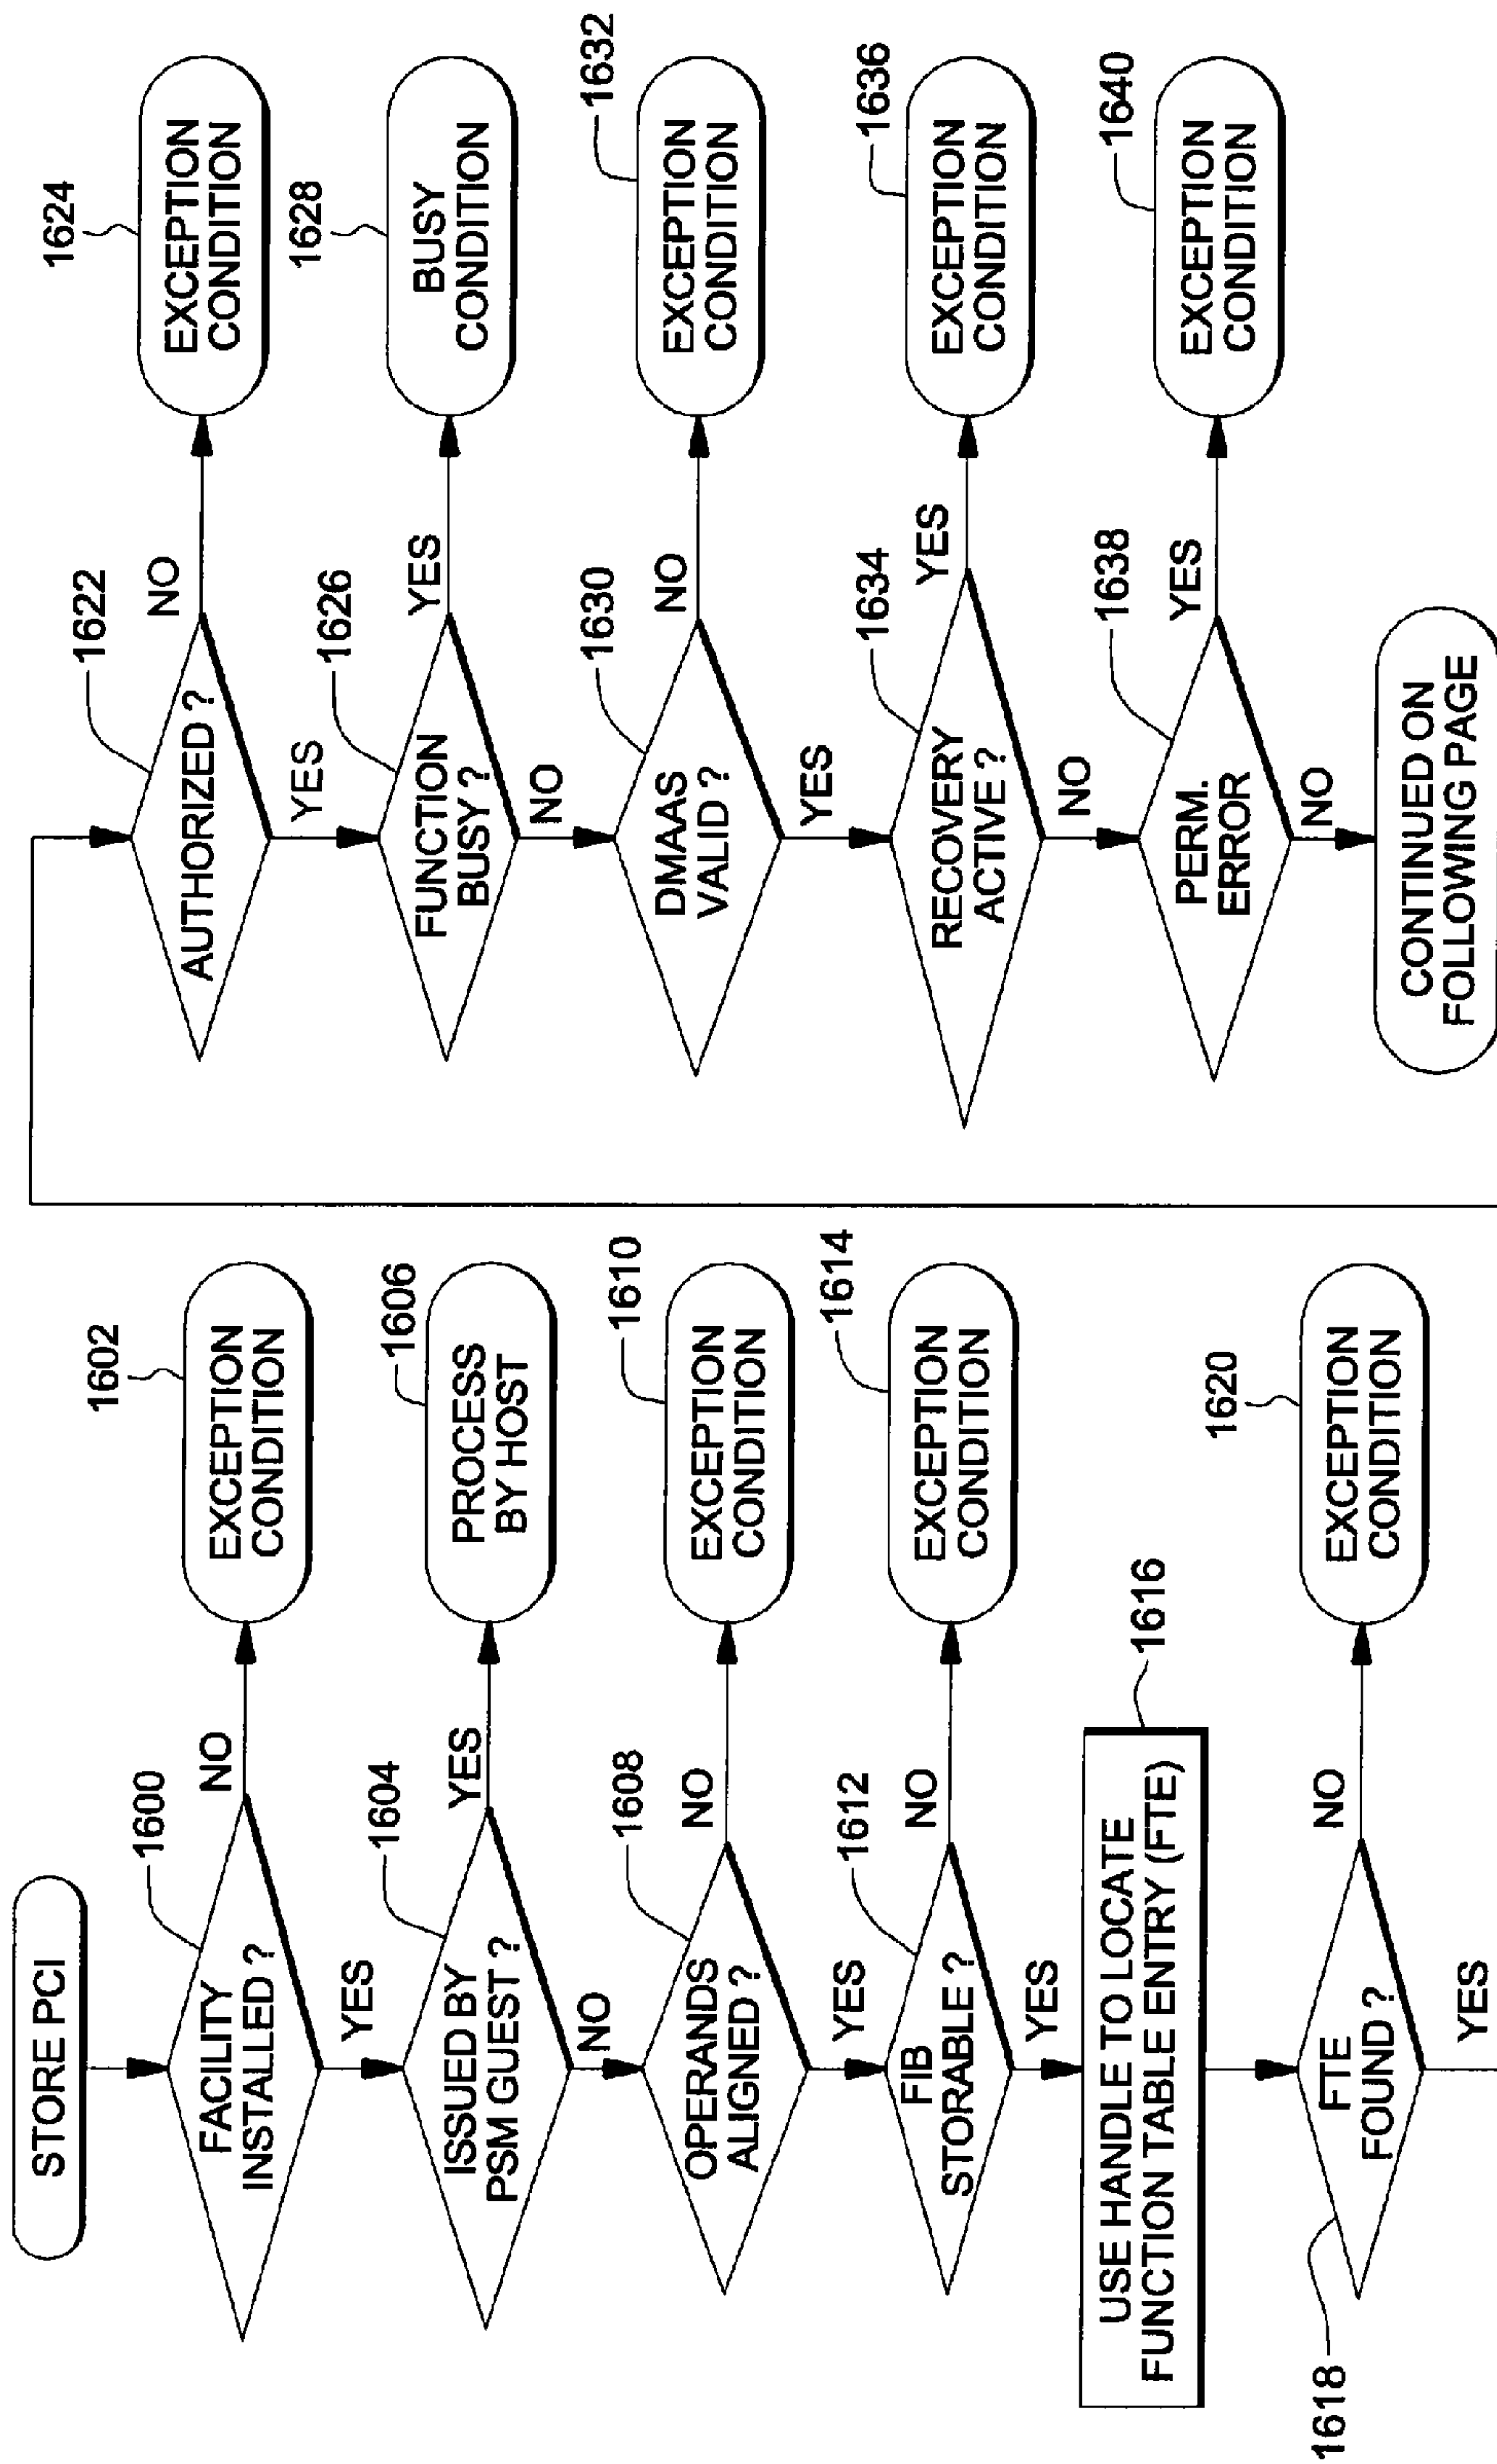 STORE PCI
1600
FACILITY
INSTALLED ?
NO
1602
EXCEPTION
CONDITION
YES
1604
ISSUED BY
PSM GUEST ?
YES
1606
PROCESS
BY HOST
NO
1608
OPERANDS
ALIGNED ?
NO
1610
EXCEPTION
CONDITION
YES
1612
FIB
STORABLE ?
NO
1614
EXCEPTION
CONDITION
YES
1616
USE HANDLE TO LOCATE
FUNCTION TABLE ENTRY (FTE)
1618
FTE
FOUND ?
NO
1620
EXCEPTION
CONDITION
YES
1622
AUTHORIZED ?
NO
1624
EXCEPTION
CONDITION
YES
1626
FUNCTION
BUSY ?
YES
1628
BUSY
CONDITION
NO
1630
DMAAS
VALID ?
NO
1632
EXCEPTION
CONDITION
YES
1634
RECOVERY
ACTIVE ?
YES
1636
EXCEPTION
CONDITION
NO
1638
PERM.
ERROR
YES
1640
EXCEPTION
CONDITION
NO
CONTINUED ON
FOLLOWING PAGE